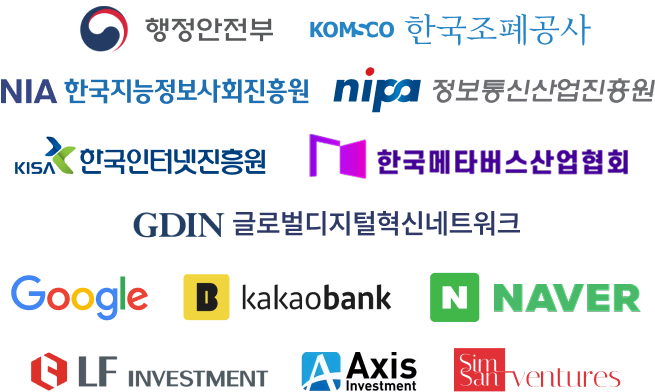 행정안전부 KOMSCO 한국조폐공사
NIA 한국지능정보사회진흥원 nipa 정보통신산업진흥원
KISA 한국인터넷진흥원 한국메타버스산업협회
GDIN 글로벌디지털혁신네트워크
Google B kakaobank N NAVER
LF INVESTMENT A Axis Investment Sim San ventures